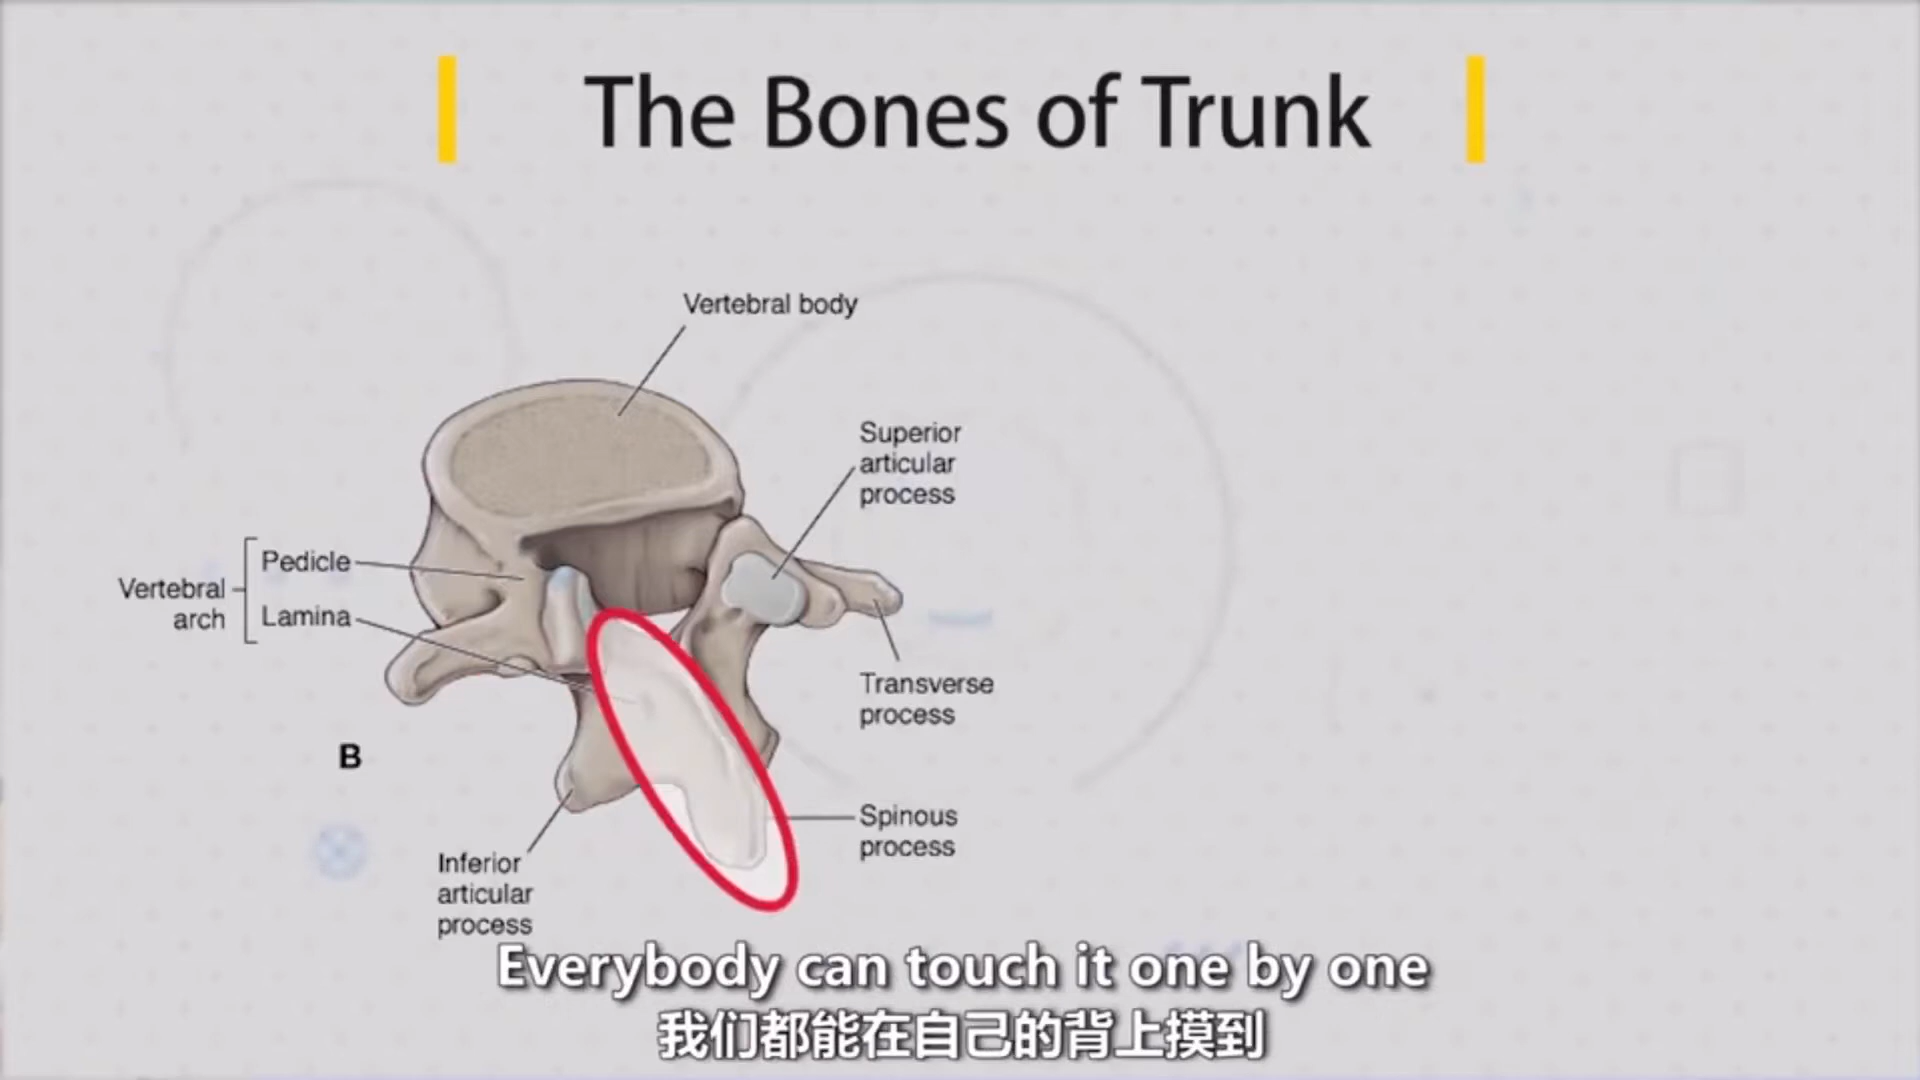 The Bones of Trunk
Vertebral body
Superior
articular
process
Pedicle
Vertebral
arch
Lamina
Transverse
process
B
Spinous
process
Inferior
articular
process
Everybody can touch it one by one
我们都能在自己的背上摸到